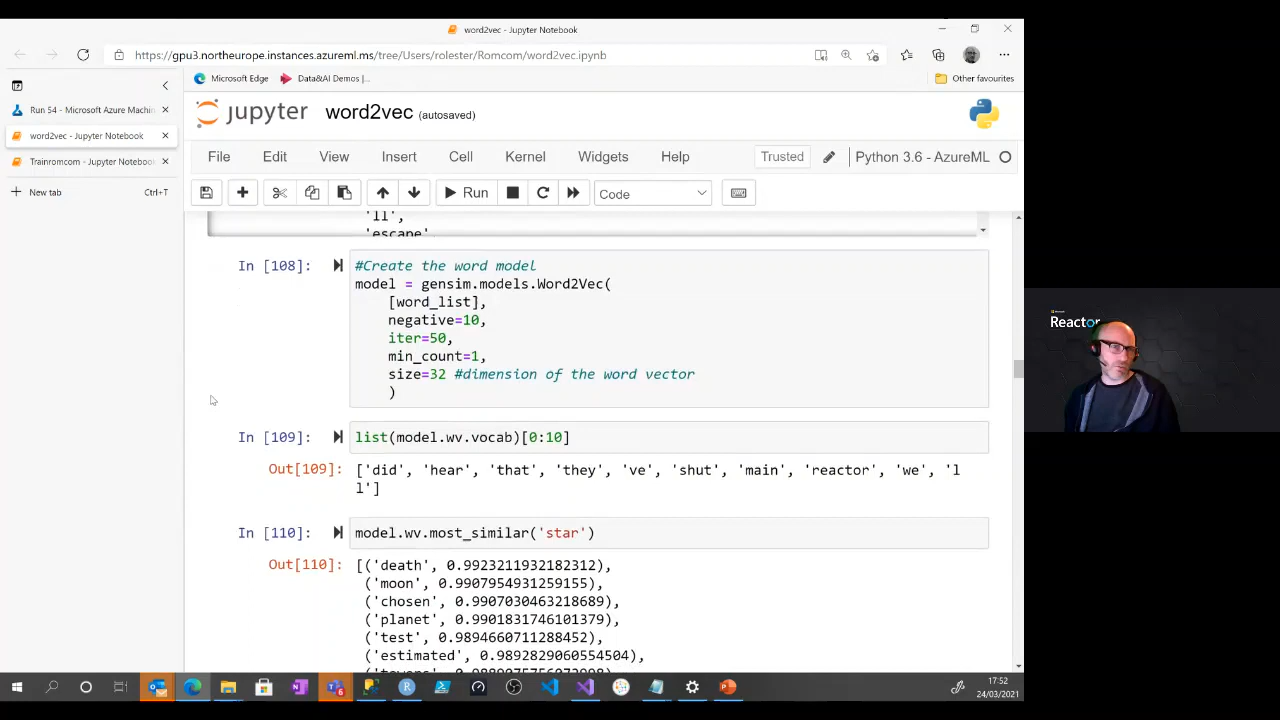 word2vec - Jupyter Notebook
https://gpu3.northeurope.instances.azureml.ms/tree/Users/rolester/Romcom/word2vec.ipynb
Microsoft Edge
Data&AI Demos |...
Other favourites
Run 54 - Microsoft Azure Machin
word2vec - Jupyter Notebook
Trainromcom - Jupyter Notebook
New tab
Ctrl+T
jupyter word2vec (autosaved)
File Edit View Insert Cell Kernel Widgets Help
Trusted
Python 3.6 - AzureML
Run
Code
'll',
'escape'
In [108]:
#Create the word model
model = gensim.models.Word2Vec(
[word_list],
negative=10,
iter=50,
min_count=1,
size=32 #dimension of the word vector
)
In [109]:
list(model.wv.vocab)[0:10]
Out[109]:
['did', 'hear', 'that', 'they', 've', 'shut', 'main', 'reactor', 'we', 'l
l']
In [110]:
model.wv.most_similar('star')
Out[110]:
[('death', 0.9923211932182312),
('moon', 0.9907954931259155),
('chosen', 0.9907030463218689),
('planet', 0.9901831746101379),
('test', 0.9894660711288452),
('estimated', 0.9892829060554504),
17:52
24/03/2021
Reactor